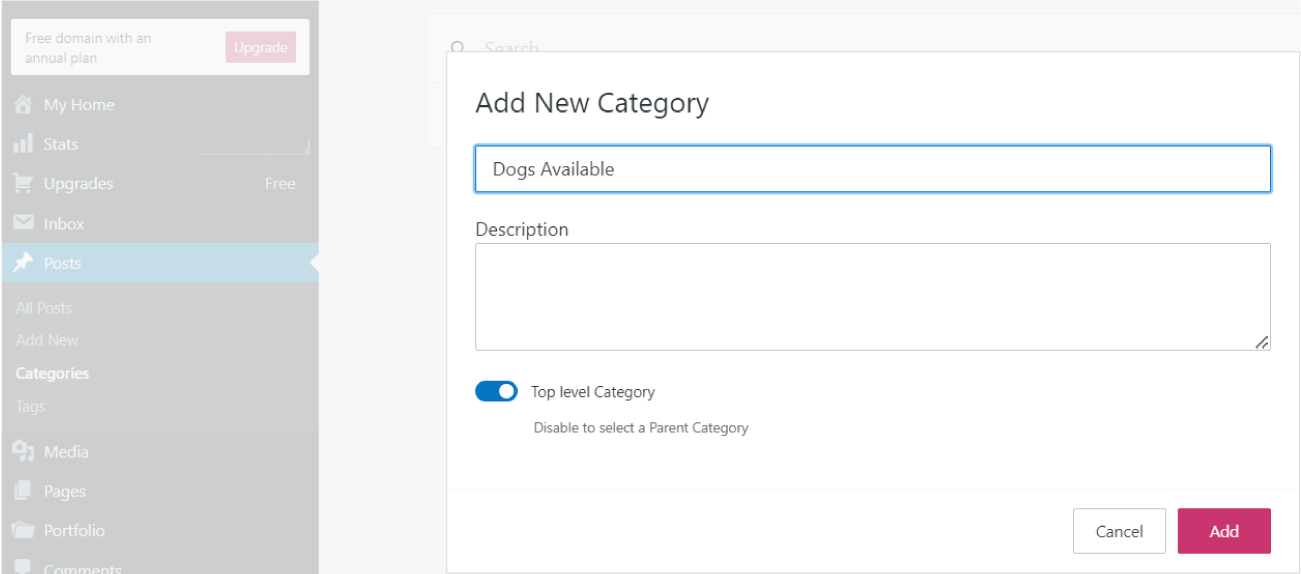 Free domain with an
annual plan
Upgrade
My Home
Stats
Upgrades
Free
Inbox
Posts
All Posts
Add New
Categories
Tags
Media
Pages
Portfolio
Comments
Search
Add New Category
Dogs Available
Description
Top level Category
Disable to select a Parent Category
Cancel
Add